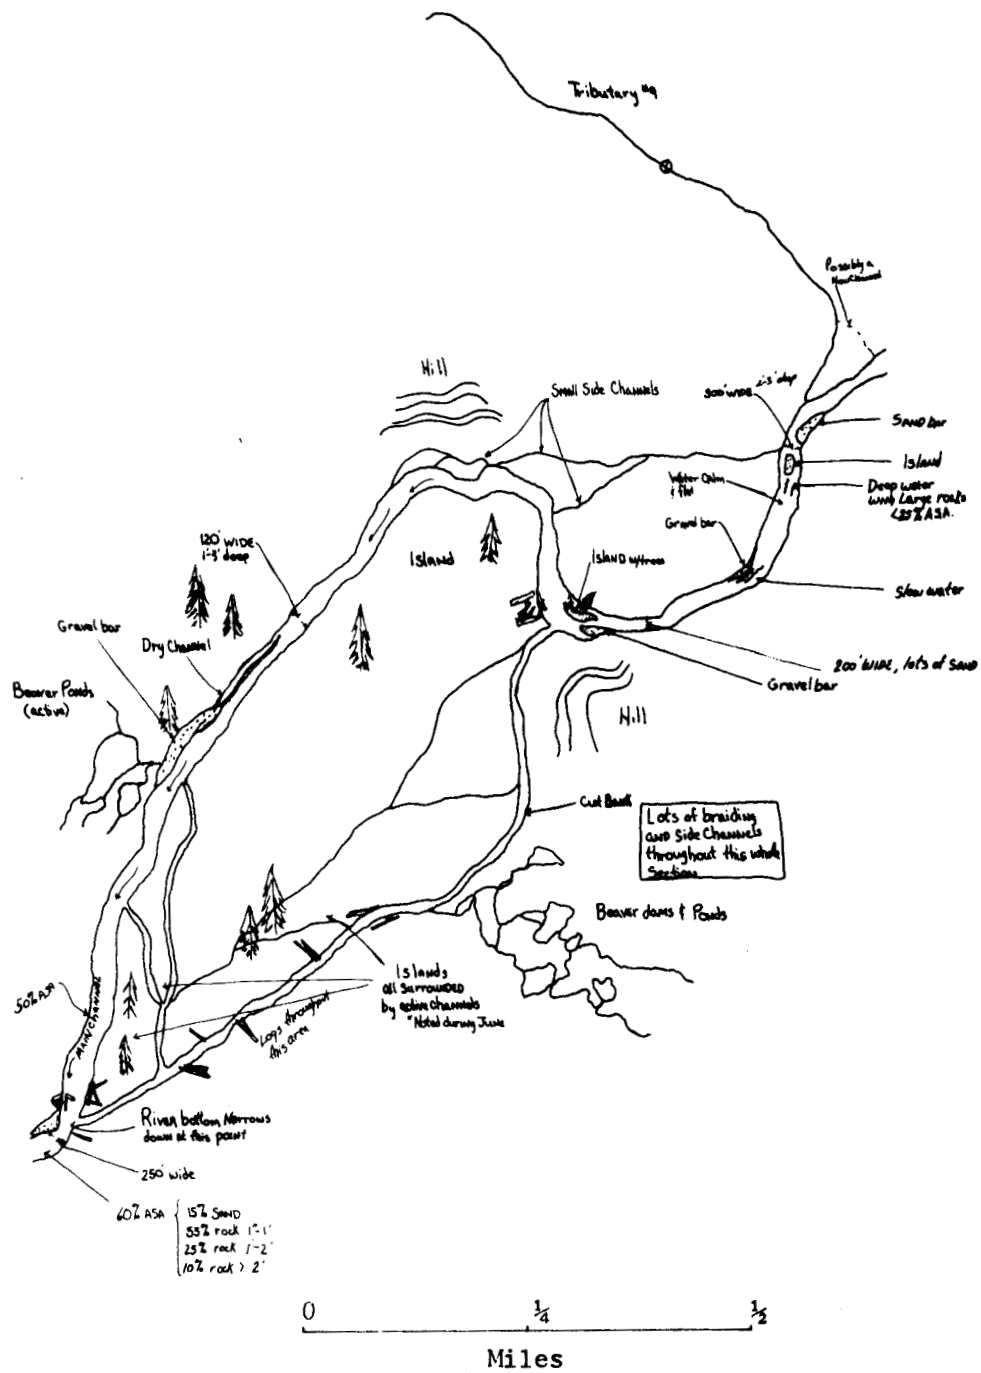 Tributary #9
Possibly a
New Channel
Hill
Small Side Channels
300' WIDE 2-3' deep
SAND bar
Island
Deep water
with Large rocks
<25% ASA.
Water Calm
& flat
Gravel bar
120' WIDE
1'-3' deep
Island
ISLAND w/trees
Slow water
Gravel bar
Dry Channel
200' WIDE, lots of SAND
Gravel bar
Beaver Ponds
(active)
Hill
Cut Bank
Lots of braiding
AND Side Channels
throughout this whole
Section
Beaver dams & Ponds
Islands
all Surrounded
by active channels
*Noted during June
50% ASA
MAIN CHANNEL
Logs throughout
this area
River bottom Narrows
down at this point
250' wide
60% ASA
15% SAND
55% rock 1"-1'
25% rock 1'-2'
10% rock > 2'
0 1/4 1/2
Miles